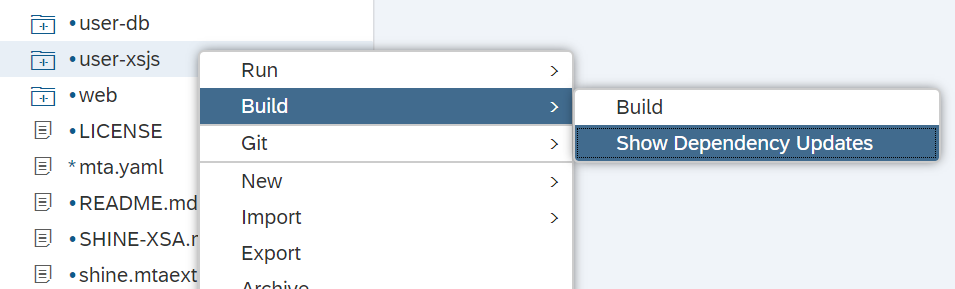 •user-db
•user-xsjs
•web
•LICENSE
*mta.yaml
•README.md
•SHINE-XSA.r
•shine.mtaext
Run
Build
Git
New
Import
Export
Archive
Build
Show Dependency Updates